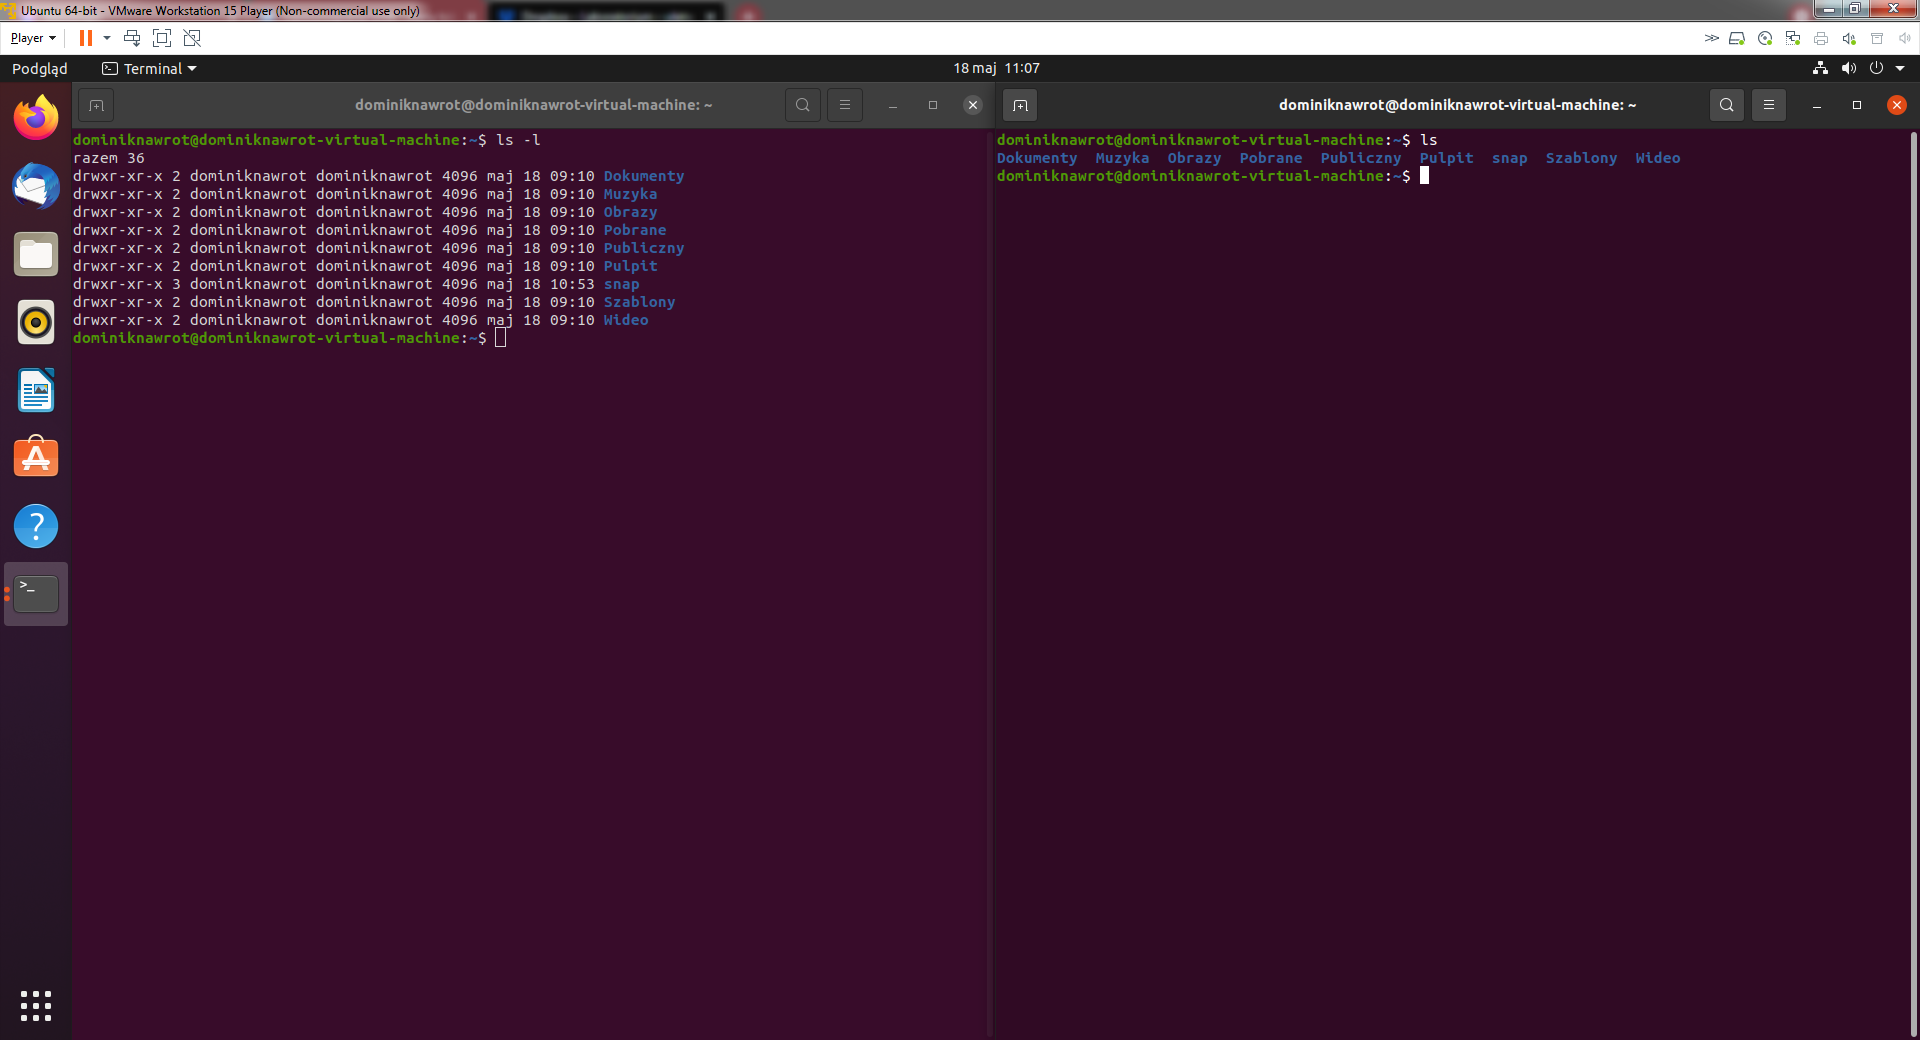 Ubuntu 64-bit - VMware Workstation 15 Player (Non-commercial use only)
Player
Podgląd Terminal 18 maj 11:07
dominiknawrot@dominiknawrot-virtual-machine: ~
dominiknawrot@dominiknawrot-virtual-machine:~$ ls -l
razem 36
drwxr-xr-x 2 dominiknawrot dominiknawrot 4096 maj 18 09:10 Dokumenty
drwxr-xr-x 2 dominiknawrot dominiknawrot 4096 maj 18 09:10 Muzyka
drwxr-xr-x 2 dominiknawrot dominiknawrot 4096 maj 18 09:10 Obrazy
drwxr-xr-x 2 dominiknawrot dominiknawrot 4096 maj 18 09:10 Pobrane
drwxr-xr-x 2 dominiknawrot dominiknawrot 4096 maj 18 09:10 Publiczny
drwxr-xr-x 2 dominiknawrot dominiknawrot 4096 maj 18 09:10 Pulpit
drwxr-xr-x 3 dominiknawrot dominiknawrot 4096 maj 18 10:53 snap
drwxr-xr-x 2 dominiknawrot dominiknawrot 4096 maj 18 09:10 Szablony
drwxr-xr-x 2 dominiknawrot dominiknawrot 4096 maj 18 09:10 Wideo
dominiknawrot@dominiknawrot-virtual-machine:~$
dominiknawrot@dominiknawrot-virtual-machine: ~
dominiknawrot@dominiknawrot-virtual-machine:~$ ls
Dokumenty Muzyka Obrazy Pobrane Publiczny Pulpit snap Szablony Wideo
dominiknawrot@dominiknawrot-virtual-machine:~$